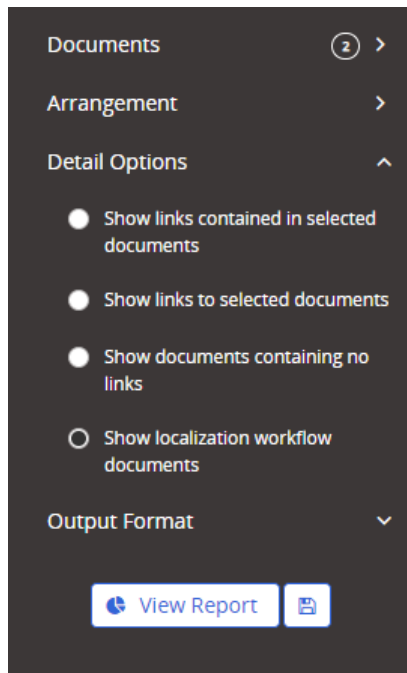 Documents 2
Arrangement
Detail Options
Show links contained in selected
documents
Show links to selected documents
Show documents containing no
links
Show localization workflow
documents
Output Format
View Report